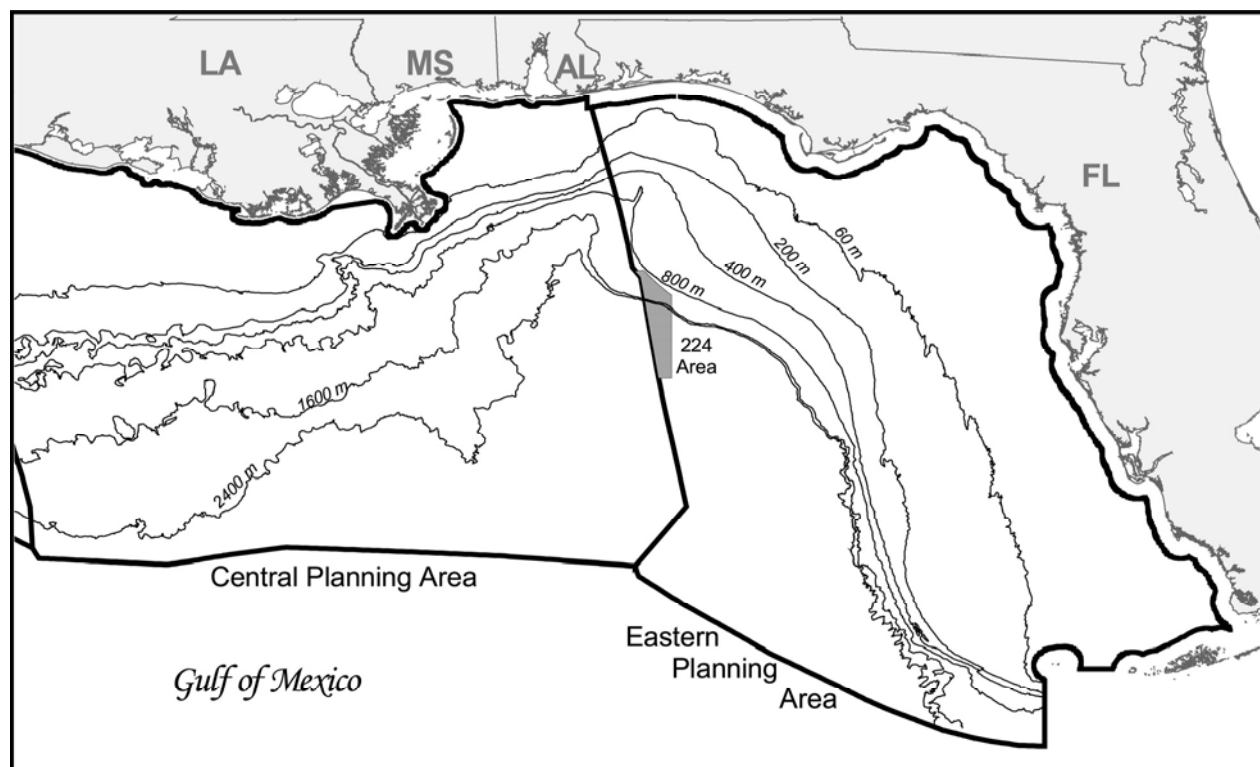 LA
MS
AL
FL
60 m
200 m
400 m
800 m
224
Area
1600 m
2400 m
Central Planning Area
Eastern
Planning
Area
Gulf of Mexico